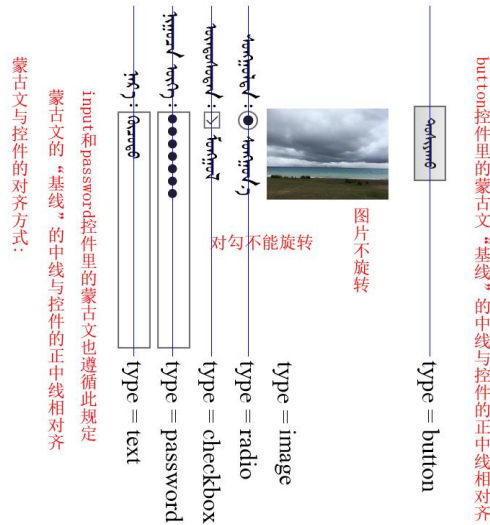 蒙古文与控件的对齐方式：
蒙古文的“基线”的中线与控件的正中线相对齐
input和password控件里的蒙古文也遵循此规定
type = text
type = password
type = checkbox
type = radio
对勾不能旋转
type = image
图片不旋转
type = button
button控件里的蒙古文“基线”的中线与控件的正中线相对齐